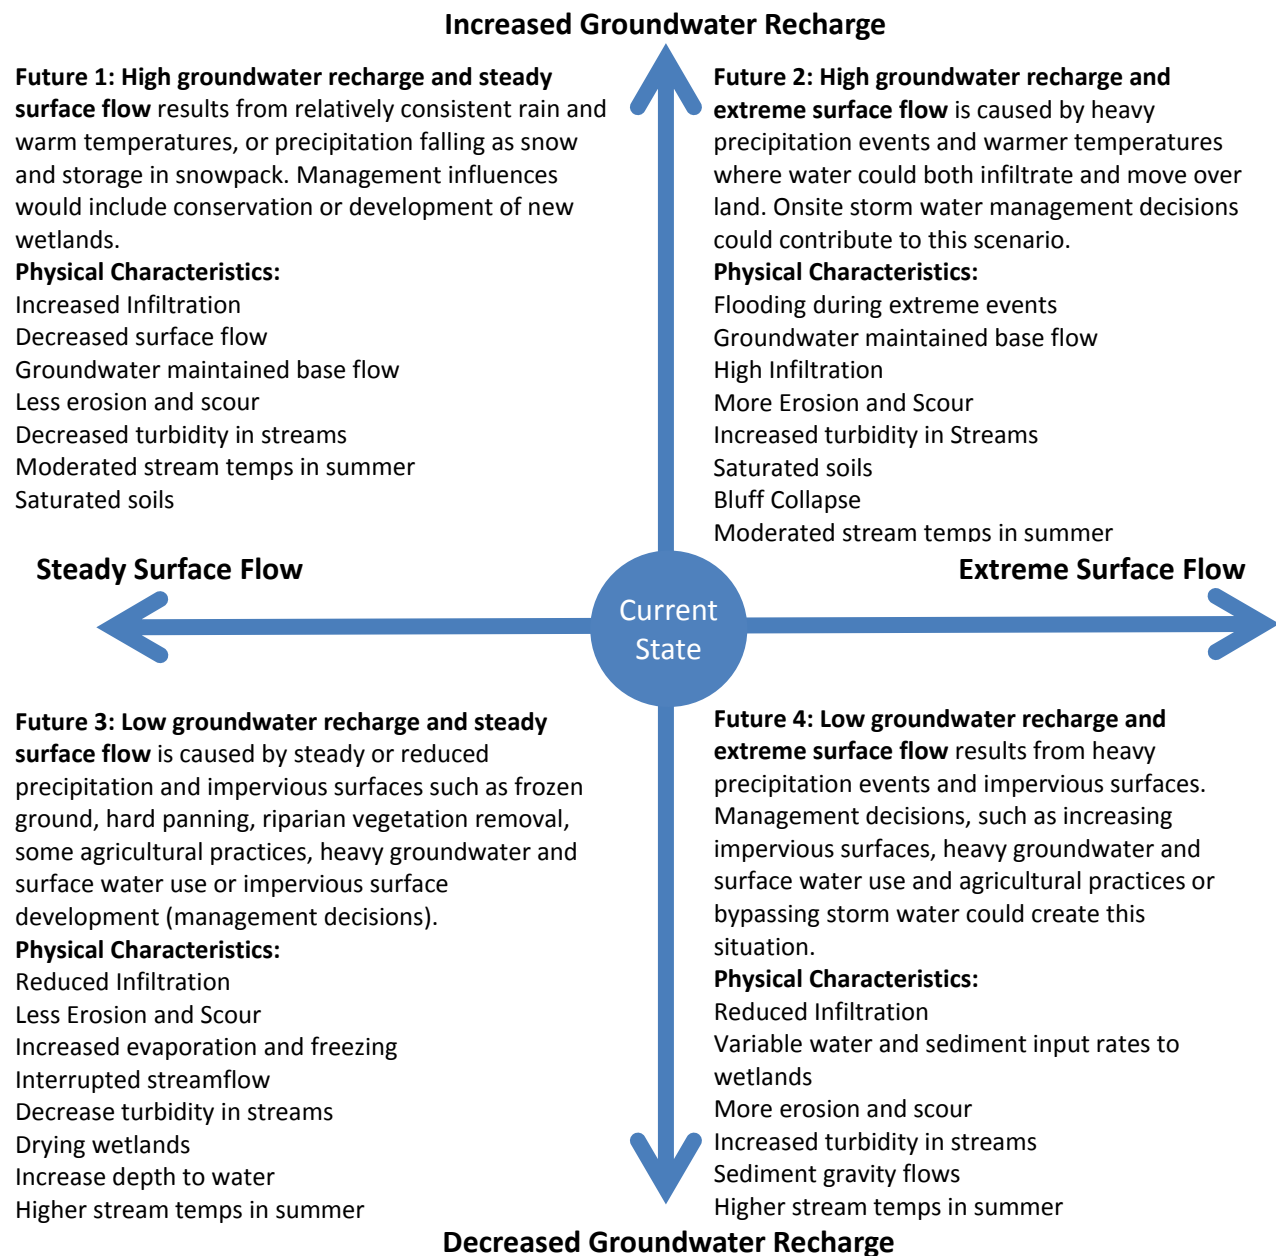 Increased Groundwater Recharge
Future 1: High groundwater recharge and steady
surface flow results from relatively consistent rain and
warm temperatures, or precipitation falling as snow
and storage in snowpack. Management influences
would include conservation or development of new
wetlands.
Physical Characteristics:
Increased Infiltration
Decreased surface flow
Groundwater maintained base flow
Less erosion and scour
Decreased turbidity in streams
Moderated stream temps in summer
Saturated soils
Future 2: High groundwater recharge and
extreme surface flow is caused by heavy
precipitation events and warmer temperatures
where water could both infiltrate and move over
land. Onsite storm water management decisions
could contribute to this scenario.
Physical Characteristics:
Flooding during extreme events
Groundwater maintained base flow
High Infiltration
More Erosion and Scour
Increased turbidity in Streams
Saturated soils
Bluff Collapse
Moderated stream temps in summer
Steady Surface Flow
Extreme Surface Flow
Current
State
Future 3: Low groundwater recharge and steady
surface flow is caused by steady or reduced
precipitation and impervious surfaces such as frozen
ground, hard panning, riparian vegetation removal,
some agricultural practices, heavy groundwater and
surface water use or impervious surface
development (management decisions).
Physical Characteristics:
Reduced Infiltration
Less Erosion and Scour
Increased evaporation and freezing
Interrupted streamflow
Decrease turbidity in streams
Drying wetlands
Increase depth to water
Higher stream temps in summer
Future 4: Low groundwater recharge and
extreme surface flow results from heavy
precipitation events and impervious surfaces.
Management decisions, such as increasing
impervious surfaces, heavy groundwater and
surface water use and agricultural practices or
bypassing storm water could create this
situation.
Physical Characteristics:
Reduced Infiltration
Variable water and sediment input rates to
wetlands
More erosion and scour
Increased turbidity in streams
Sediment gravity flows
Higher stream temps in summer
Decreased Groundwater Recharge